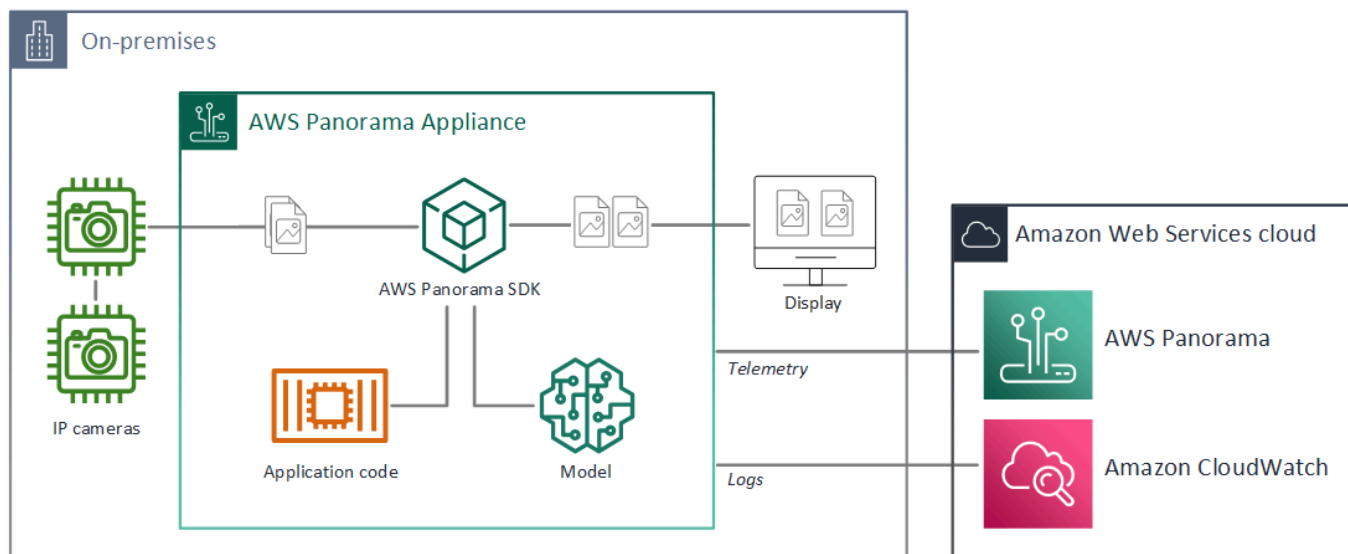 On-premises
AWS Panorama Appliance
AWS Panorama SDK
Display
IP cameras
Application code
Model
Telemetry
Logs
Amazon Web Services cloud
AWS Panorama
Amazon CloudWatch